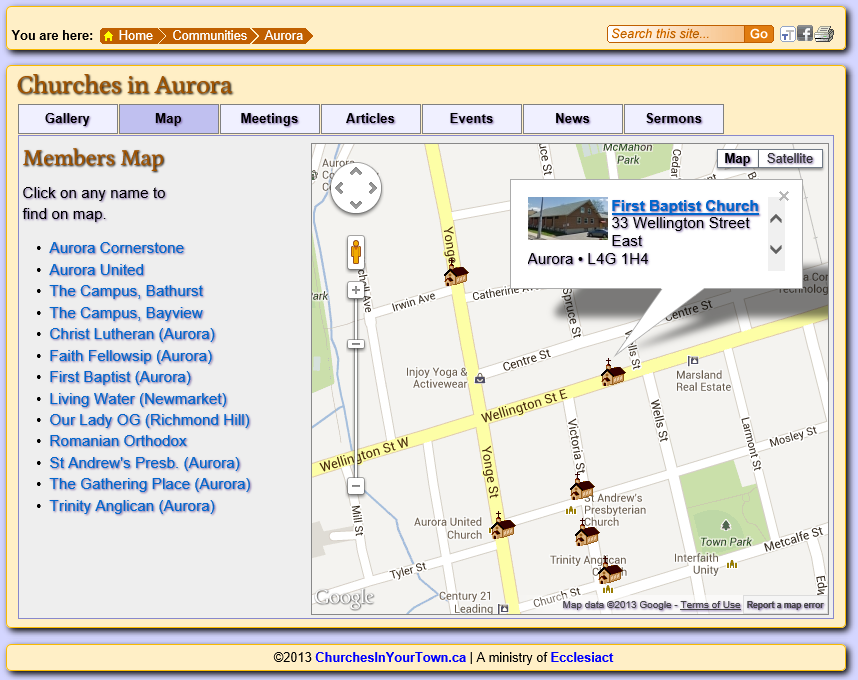 You are here: Home Communities Aurora
Search this site... Go
Churches in Aurora
Gallery Map Meetings Articles Events News Sermons
Members Map
Click on any name to
find on map.
• Aurora Cornerstone
• Aurora United
• The Campus, Bathurst
• The Campus, Bayview
• Christ Lutheran (Aurora)
• Faith Fellowsip (Aurora)
• First Baptist (Aurora)
• Living Water (Newmarket)
• Our Lady OG (Richmond Hill)
• Romanian Orthodox
• St Andrew's Presb. (Aurora)
• The Gathering Place (Aurora)
• Trinity Anglican (Aurora)
McMahon
Park
Cedar
Map Satellite
Aurora
First Baptist Church
33 Wellington Street
East
Aurora • L4G 1H4
Yonge
Irwin Ave
Catherine Av
Spruce St
Centre St
Centre St
Wells St
Injoy Yoga &
Activewear
Marsland
Real Estate
Wellington St E
Wellington St W
Yonge St
Victoria St
Wells St
Larmont St
Mosley St
Mill St
St Andrew's
Presbyterian
Church
Aurora United
Church
Town Park
Metcalfe St
Trinity Anglican
Church
Interfaith
Unity
Tyler St
Church St
Century 21
Leading
Google
Map data ©2013 Google - Terms of Use Report a map error
©2013 ChurchesInYourTown.ca | A ministry of Ecclesiact